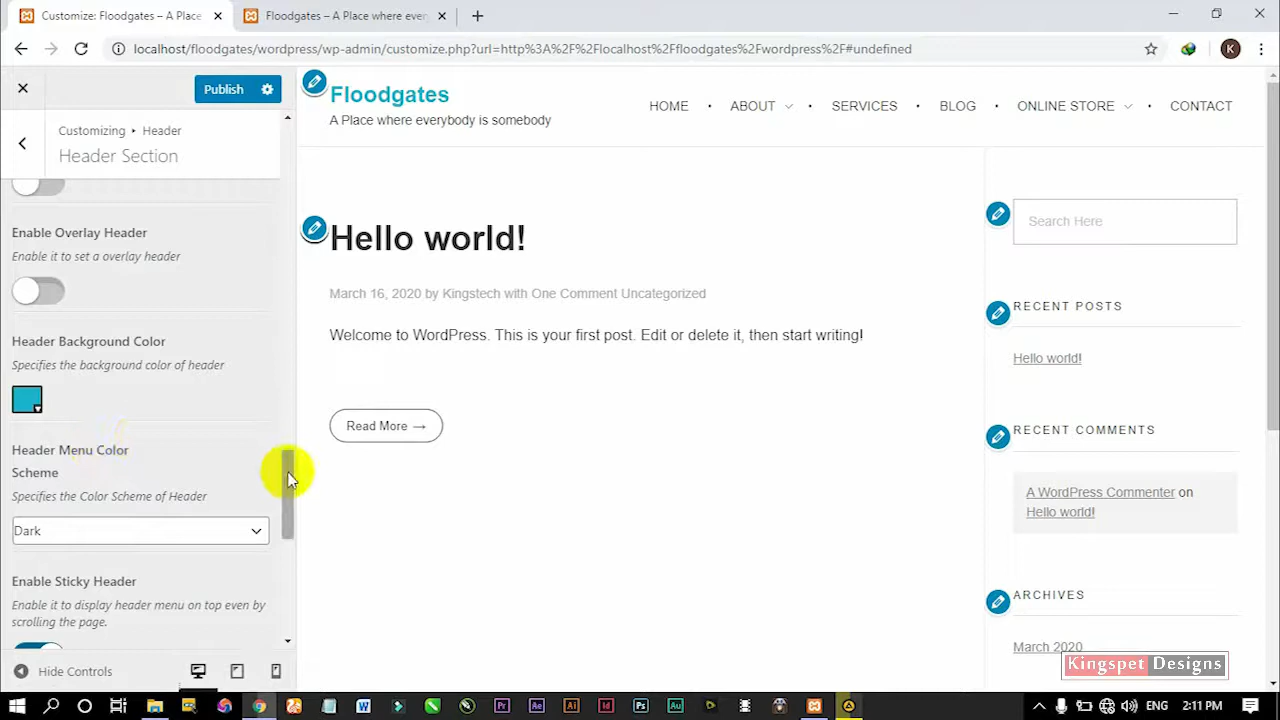 Customize: Floodgates – A Place
Floodgates – A Place where ever
localhost/floodgates/wordpress/wp-admin/customize.php?url=http%3A%2F%2Flocalhost%2Ffloodgates%2Fwordpress%2F#undefined
K
Publish
Customizing ▸ Header
Header Section
Enable Overlay Header
Enable it to set a overlay header
Header Background Color
Specifies the background color of header
Header Menu Color
Scheme
Specifies the Color Scheme of Header
Dark
Enable Sticky Header
Enable it to display header menu on top even by
scrolling the page.
Hide Controls
Floodgates
A Place where everybody is somebody
HOME • ABOUT • SERVICES • BLOG • ONLINE STORE • CONTACT
Hello world!
March 16, 2020 by Kingstech with One Comment Uncategorized
Welcome to WordPress. This is your first post. Edit or delete it, then start writing!
Read More →
Search Here
RECENT POSTS
Hello world!
RECENT COMMENTS
A WordPress Commenter on
Hello world!
ARCHIVES
March 2020
Kingspet Designs
ENG 2:11 PM